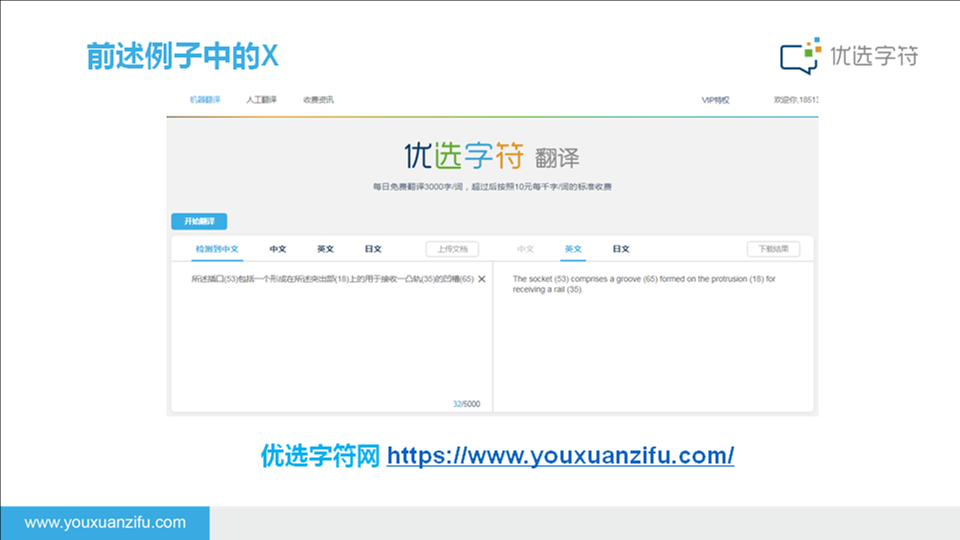 前述例子中的X
优选字符
机器翻译 人工翻译 收费资讯 VIP特权 欢迎你,1851
优选字符 翻译
每日免费翻译3000字/词，超过后按照10元每千字/词的标准收费
开始翻译
检测到中文 中文 英文 日文 上传文档 中文 英文 日文 下载结果
所述插口(53)包括一个形成在所述突出部(18)上的用于接收一凸轨(35)的凹槽(65) ✕
The socket (53) comprises a groove (65) formed on the protrusion (18) for
receiving a rail (35).
32/5000
优选字符网 https://www.youxuanzifu.com/
www.youxuanzifu.com